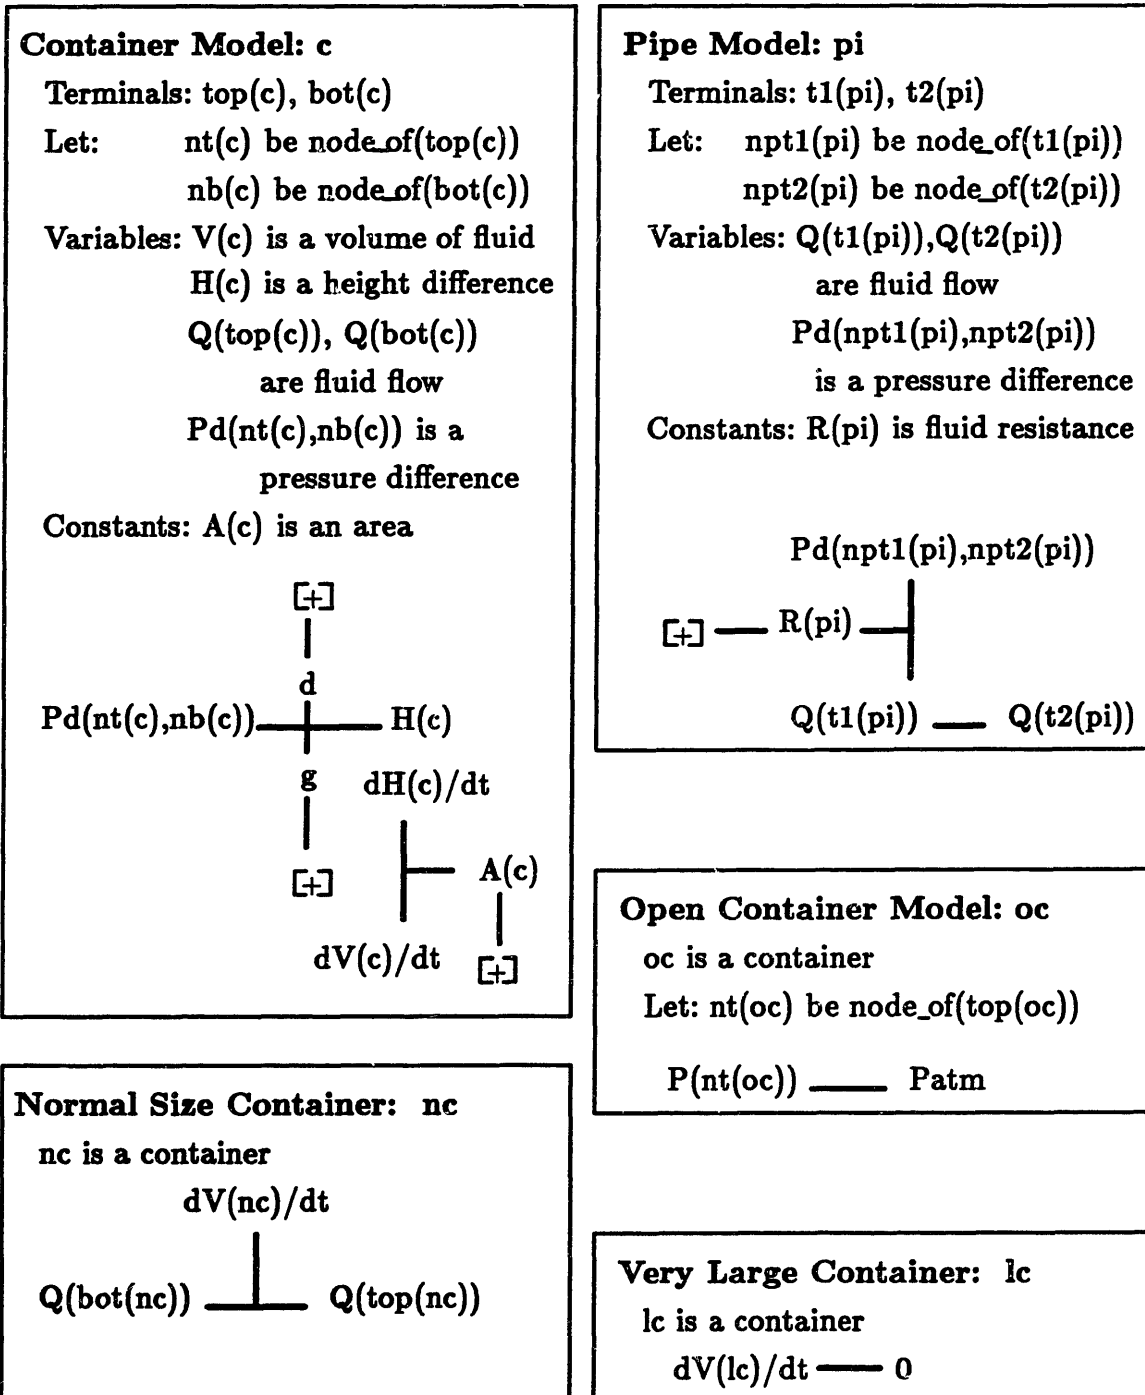 Container Model: c
Terminals: top(c), bot(c)
Let: nt(c) be node_of(top(c))
nb(c) be node_of(bot(c))
Variables: V(c) is a volume of fluid
H(c) is a height difference
Q(top(c)), Q(bot(c))
are fluid flow
Pd(nt(c),nb(c)) is a
pressure difference
Constants: A(c) is an area
[+]
d
Pd(nt(c),nb(c)) H(c)
g dH(c)/dt
[+] A(c)
dV(c)/dt [+]
Pipe Model: pi
Terminals: t1(pi), t2(pi)
Let: npt1(pi) be node_of(t1(pi))
npt2(pi) be node_of(t2(pi))
Variables: Q(t1(pi)),Q(t2(pi))
are fluid flow
Pd(npt1(pi),npt2(pi))
is a pressure difference
Constants: R(pi) is fluid resistance
Pd(npt1(pi),npt2(pi))
[+] R(pi)
Q(t1(pi)) Q(t2(pi))
Open Container Model: oc
oc is a container
Let: nt(oc) be node_of(top(oc))
P(nt(oc)) Patm
Normal Size Container: nc
nc is a container
dV(nc)/dt
Q(bot(nc)) Q(top(nc))
Very Large Container: lc
lc is a container
dV(lc)/dt 0